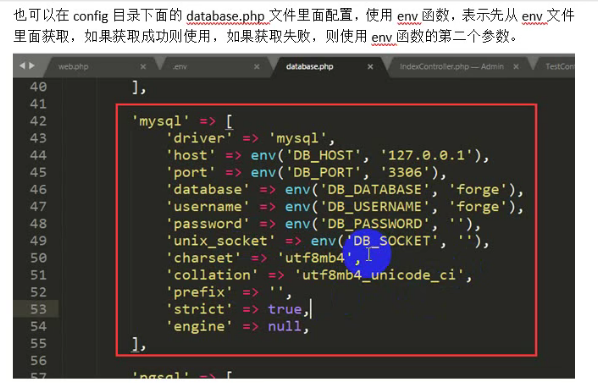 也可以在 config 目录下面的 database.php 文件里面配置，使用 env 函数，表示先从 env 文件
里面获取，如果获取成功则使用，如果获取失败，则使用 env 函数的第二个参数。
web.php .env database.php IndexController.php — Admin TestCont
40 ],
41
42 'mysql' => [
43 'driver' => 'mysql',
44 'host' => env('DB_HOST', '127.0.0.1'),
45 'port' => env('DB_PORT', '3306'),
46 'database' => env('DB_DATABASE', 'forge'),
47 'username' => env('DB_USERNAME', 'forge'),
48 'password' => env('DB_PASSWORD', ''),
49 'unix_socket' => env('DB_SOCKET', ''),
50 'charset' => 'utf8mb4',
51 'collation' => 'utf8mb4_unicode_ci',
52 'prefix' => '',
53 'strict' => true,
54 'engine' => null,
55 ],
56
57 'pgsql' => [